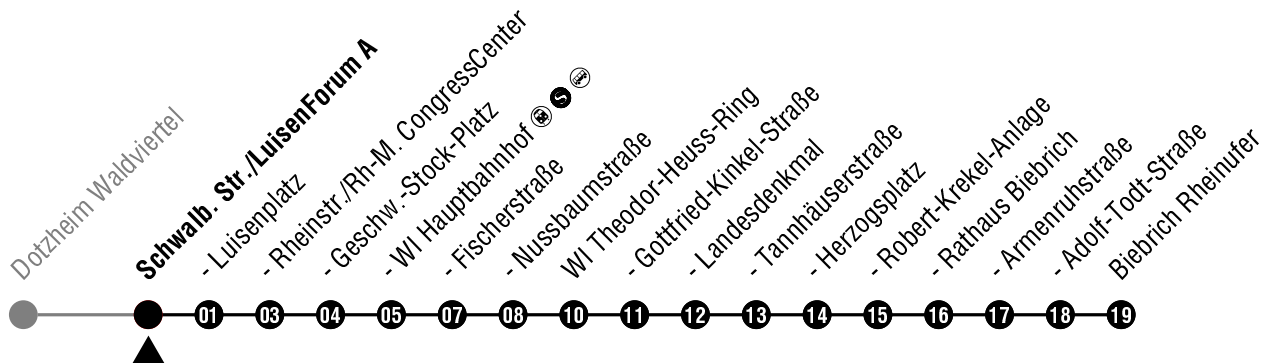 Dotzheim Waldviertel
Schwalb. Str./LuisenForum A
- Luisenplatz
- Rheinstr./Rh-M. CongressCenter
- Geschw.-Stock-Platz
- WI Hauptbahnhof S
- Fischerstraße
- Nussbaumstraße
WI Theodor-Heuss-Ring
- Gottfried-Kinkel-Straße
- Landesdenkmal
- Tannhäuserstraße
- Herzogsplatz
- Robert-Krekel-Anlage
- Rathaus Biebrich
- Armenruhstraße
- Adolf-Todt-Straße
Biebrich Rheinufer
01 03 04 05 07 08 10 11 12 13 14 15 16 17 18 19